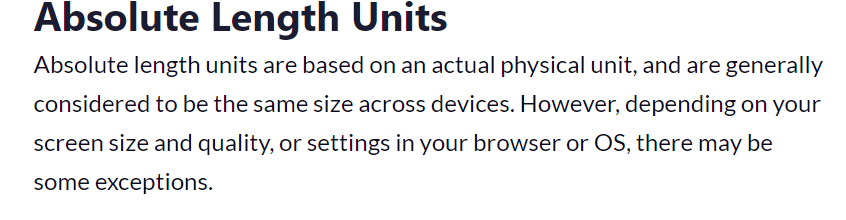 Absolute Length Units
Absolute length units are based on an actual physical unit, and are generally
considered to be the same size across devices. However, depending on your
screen size and quality, or settings in your browser or OS, there may be
some exceptions.